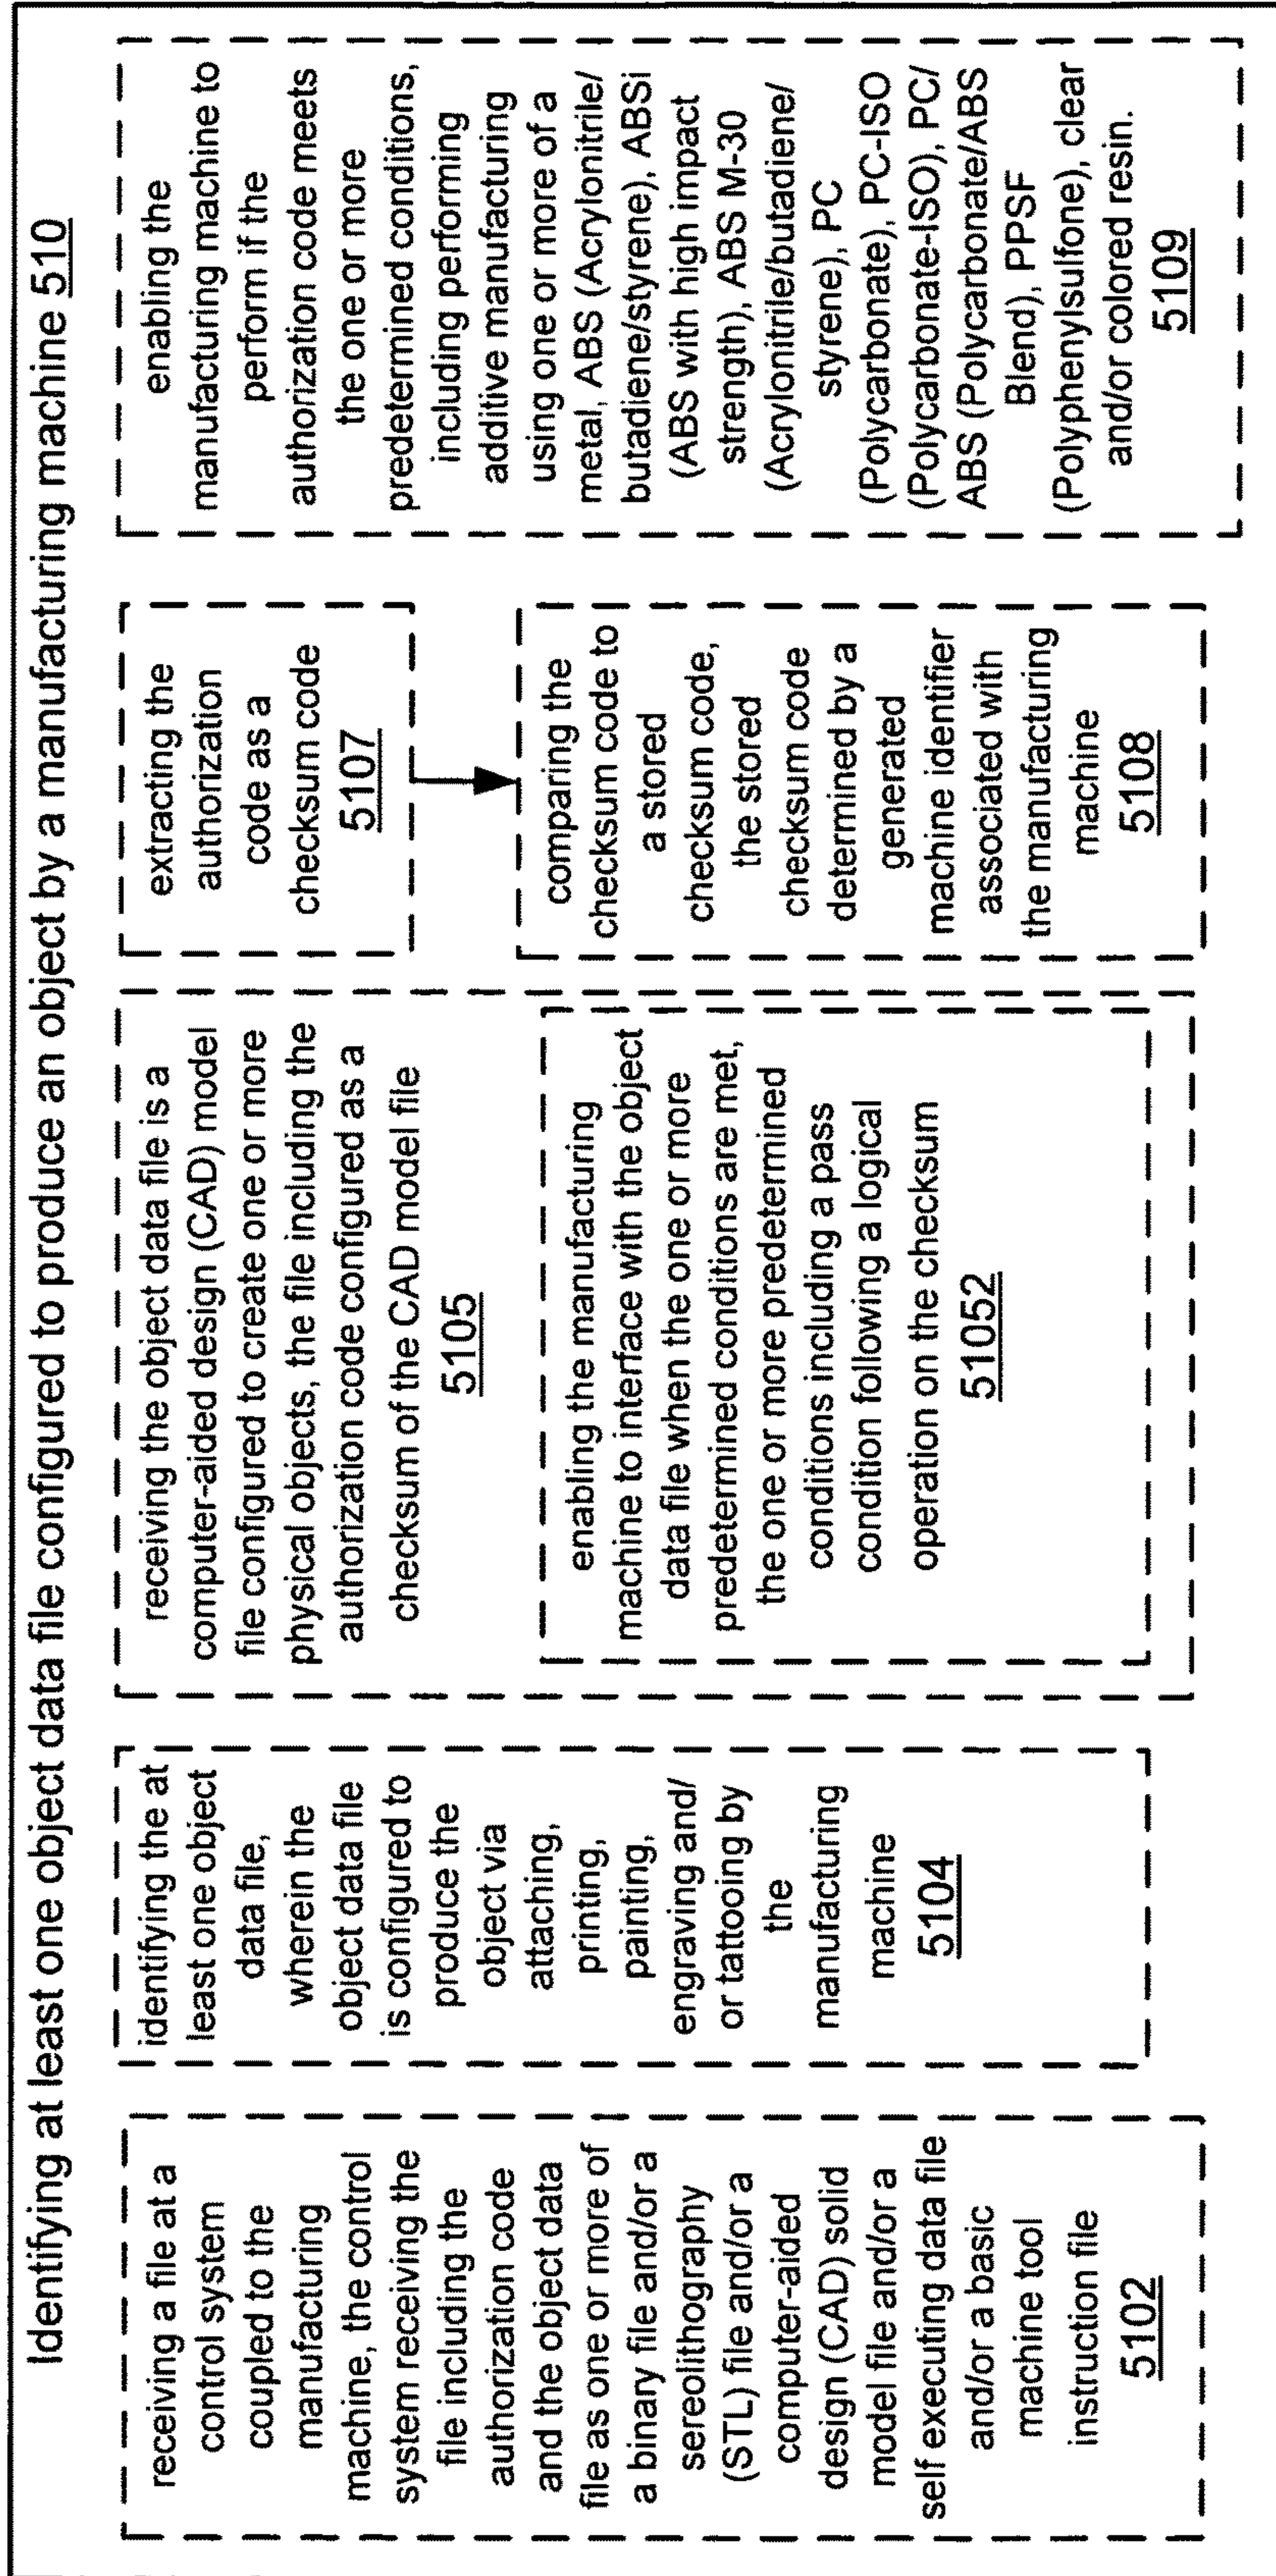 Identifying at least one object data file configured to produce an object by a manufacturing machine 510
receiving a file at a
control system
coupled to the
manufacturing
machine, the control
system receiving the
file including the
authorization code
and the object data
file as one or more of
a binary file and/or a
sereolithography
(STL) file and/or a
computer-aided
design (CAD) solid
model file and/or a
self executing data file
and/or a basic
machine tool
instruction file
5102
identifying the at
least one object
data file,
wherein the
object data file
is configured to
produce the
object via
attaching,
printing,
painting,
engraving and/
or tattooing by
the
manufacturing
machine
5104
receiving the object data file is a
computer-aided design (CAD) model
file configured to create one or more
physical objects, the file including the
authorization code configured as a
checksum of the CAD model file
5105
enabling the manufacturing
machine to interface with the object
data file when the one or more
predetermined conditions are met,
the one or more predetermined
conditions including a pass
condition following a logical
operation on the checksum
51052
extracting the
authorization
code as a
checksum code
5107
comparing the
checksum code to
a stored
checksum code,
the stored
checksum code
determined by a
generated
machine identifier
associated with
the manufacturing
machine
5108
enabling the
manufacturing machine to
perform if the
authorization code meets
the one or more
predetermined conditions,
including performing
additive manufacturing
using one or more of a
metal, ABS (Acrylonitrile/
butadiene/styrene), ABSi
(ABS with high impact
strength), ABS M-30
(Acrylonitrile/butadiene/
styrene), PC
(Polycarbonate), PC-ISO
(Polycarbonate-ISO), PC/
ABS (Polycarbonate/ABS
Blend), PPSF
(Polyphenylsulfone), clear
and/or colored resin.
5109